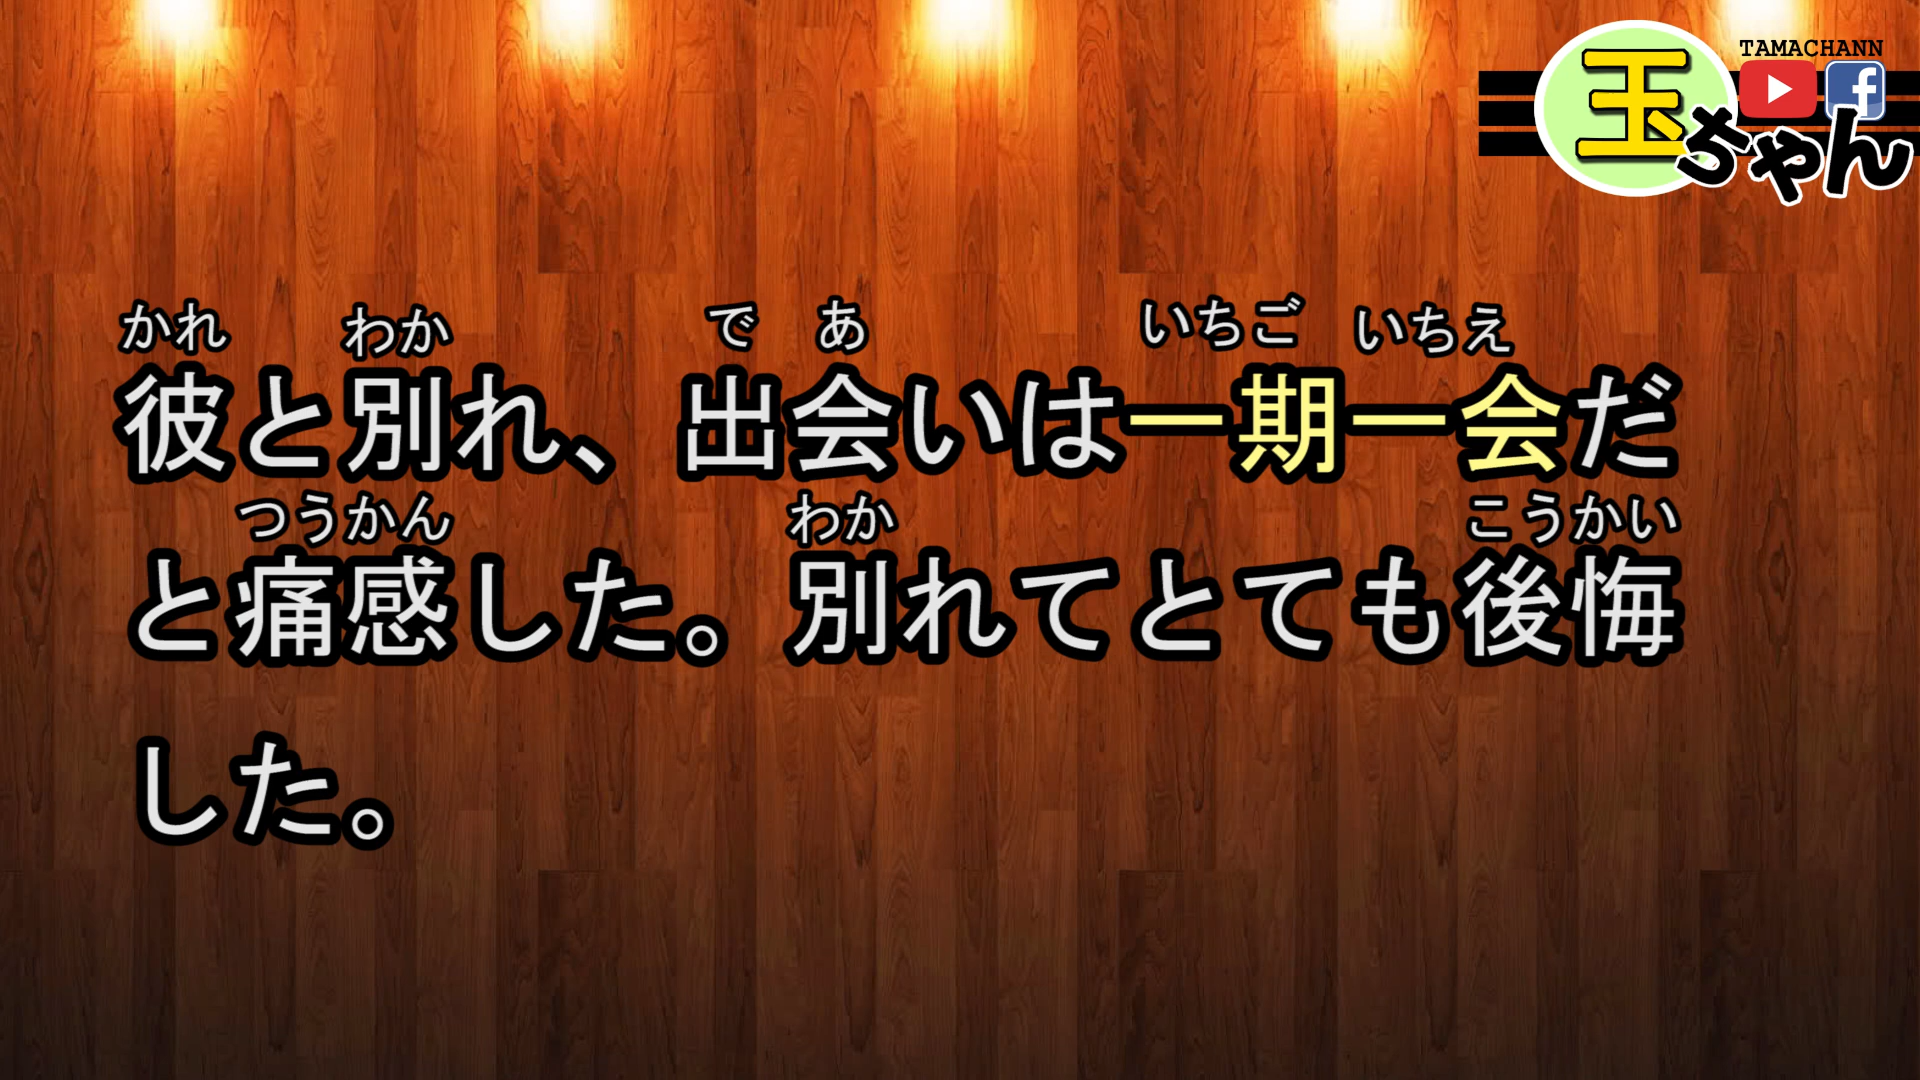 TAMACHANN
玉ちゃん
かれ わか で あ いちご いちえ
彼と別れ、出会いは一期一会だ
つうかん わか こうかい
と痛感した。別れてとても後悔
した。